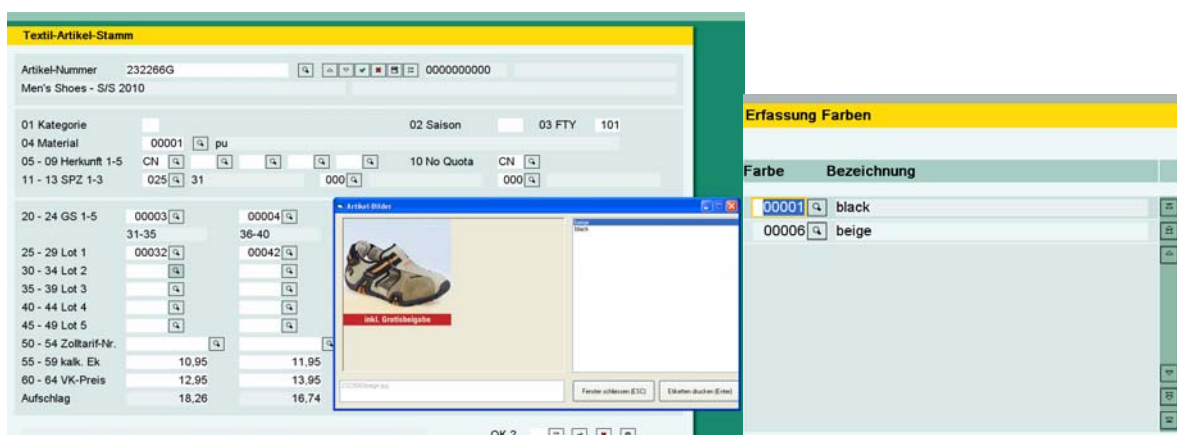 Textil-Artikel-Stamm
Artikel-Nummer 232266G 0000000000
Men's Shoes - S/S 2010
01 Kategorie 02 Saison 03 FTY 101
04 Material 00001 pu
05 - 09 Herkunft 1-5 CN 10 No Quota CN
11 - 13 SPZ 1-3 025 31 000 000
20 - 24 GS 1-5 00003 00004
31-35 36-40
25 - 29 Lot 1 00032 00042
30 - 34 Lot 2
35 - 39 Lot 3
40 - 44 Lot 4
45 - 49 Lot 5
50 - 54 Zolltarif-Nr.
55 - 59 kalk. Ek 10,95 11,95
60 - 64 VK-Preis 12,95 13,95
Aufschlag 18,26 16,74
OK ?
Artikel-Bilder
beige
black
inkl. Gratisbeigabe
Fenster schliessen (ESC) Etiketten drucken (Enter)
Erfassung Farben
Farbe Bezeichnung
00001 black
00006 beige